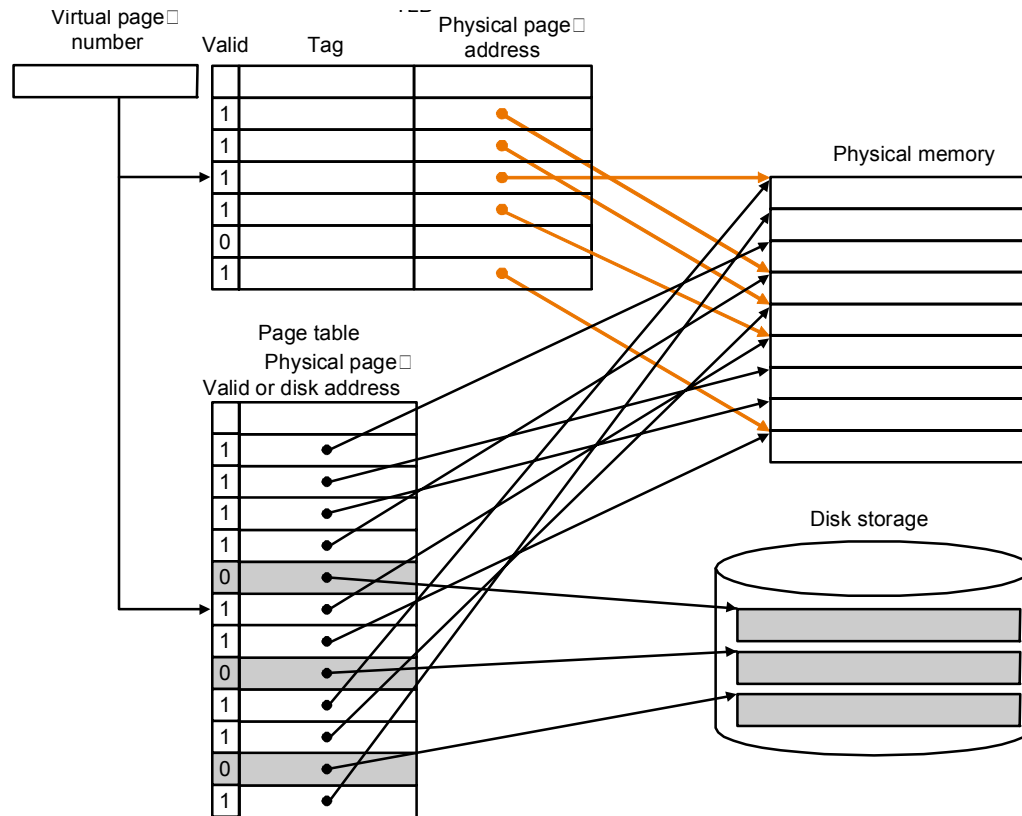 Virtual page□
number
Valid
Tag
Physical page□
address
1
1
1
1
0
1
Physical memory
Page table
Physical page□
Valid or disk address
1
1
1
1
0
1
1
0
1
1
0
1
Disk storage